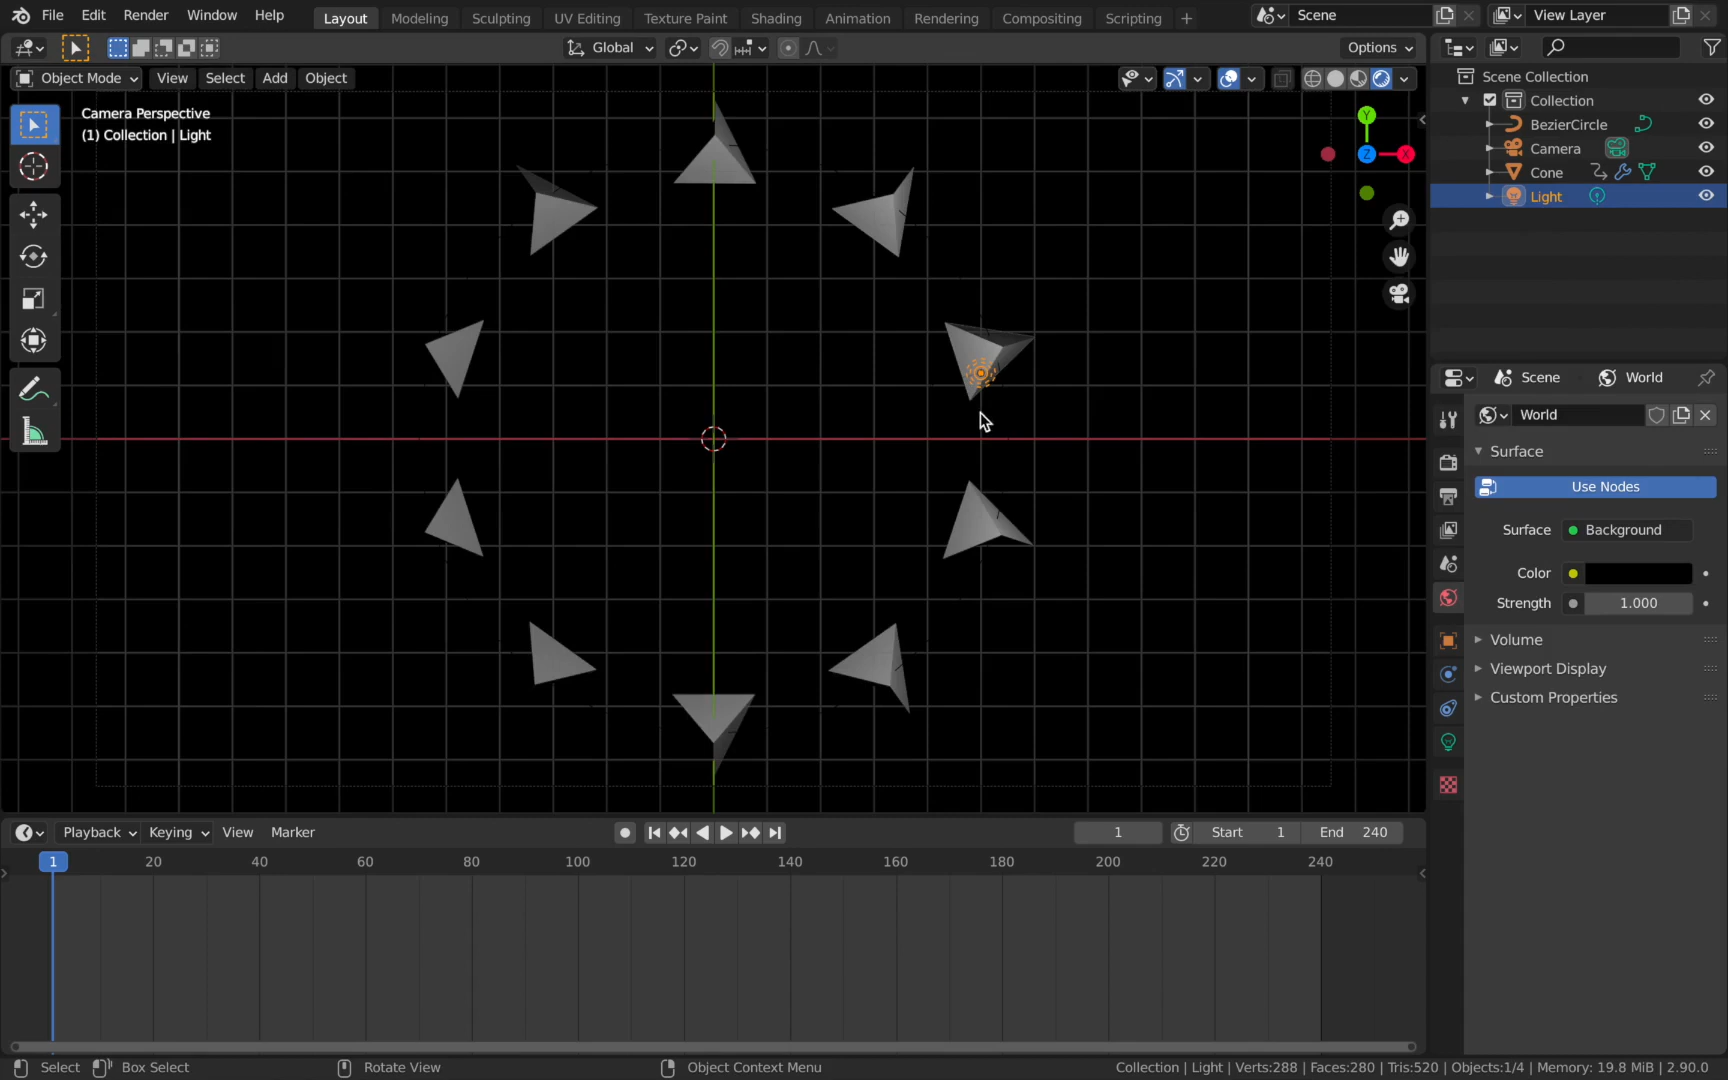 File Edit Render Window Help Layout Modeling Sculpting UV Editing Texture Paint Shading Animation Rendering Compositing Scripting + Scene View Layer
Global Options
Object Mode View Select Add Object
Scene Collection
Collection
BezierCircle
Camera
Cone
Light
Camera Perspective
(1) Collection | Light
Y
Z X
Scene World
World
Surface
Use Nodes
Surface Background
Color
Strength 1.000
Volume
Viewport Display
Custom Properties
Playback Keying View Marker 1 Start 1 End 240
1 20 40 60 80 100 120 140 160 180 200 220 240
Select Box Select Rotate View Object Context Menu Collection | Light | Verts:288 | Faces:280 | Tris:520 | Objects:1/4 | Memory: 19.8 MiB | 2.90.0